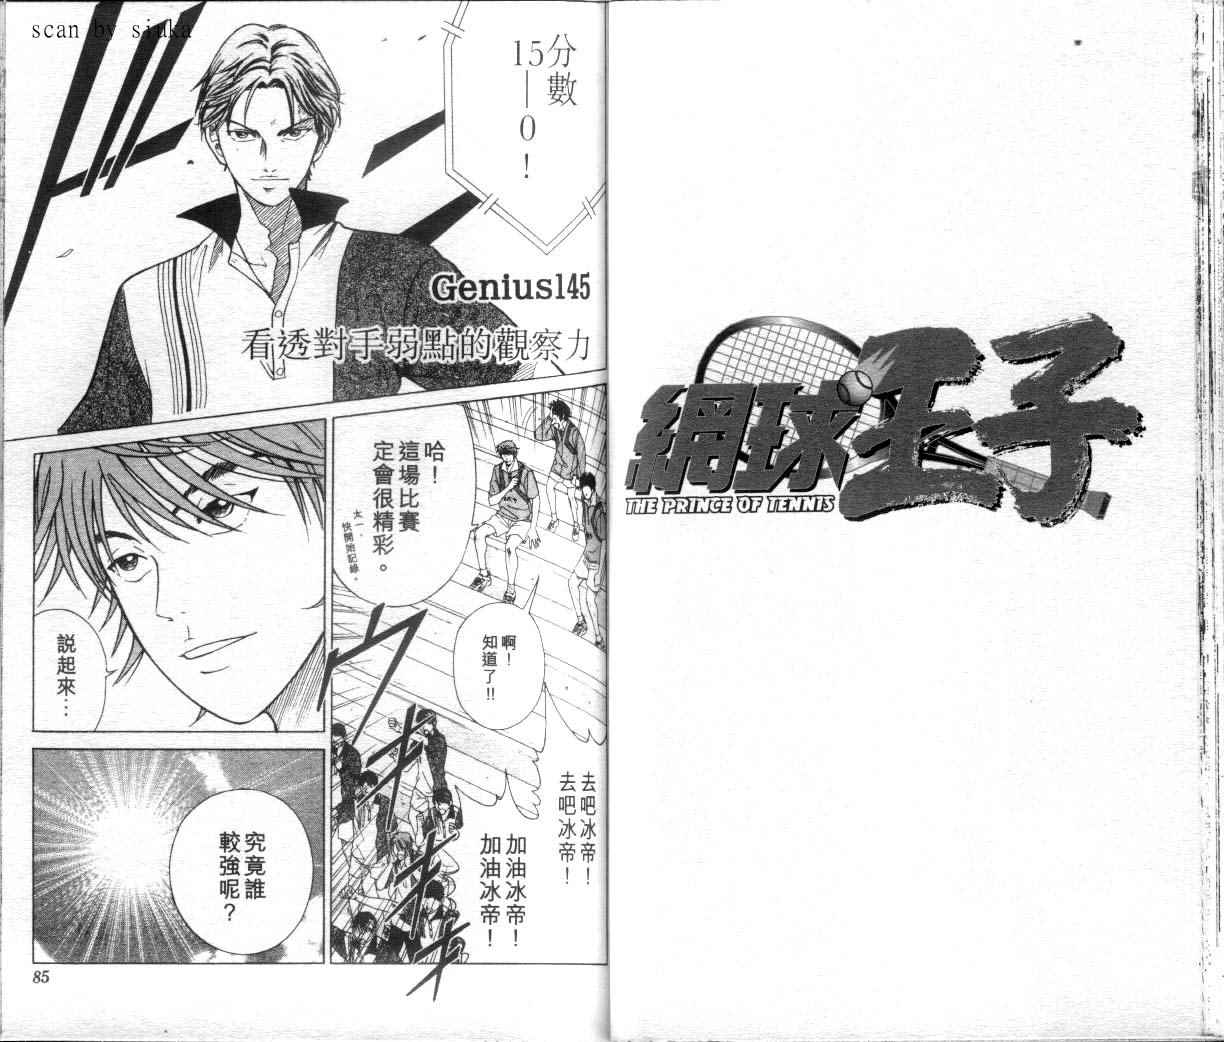 scan by sjuka
網球王子
THE PRINCE OF TENNIS
分數
15—0！
Genius145
看透對手弱點的觀察力
哈！
這場比賽
定會很精彩。
太一，
快開始記錄。
啊！
知道了!!
去吧冰帝！
去吧冰帝！
加油冰帝！
加油冰帝！
說起來…
究竟誰
較強呢？
85